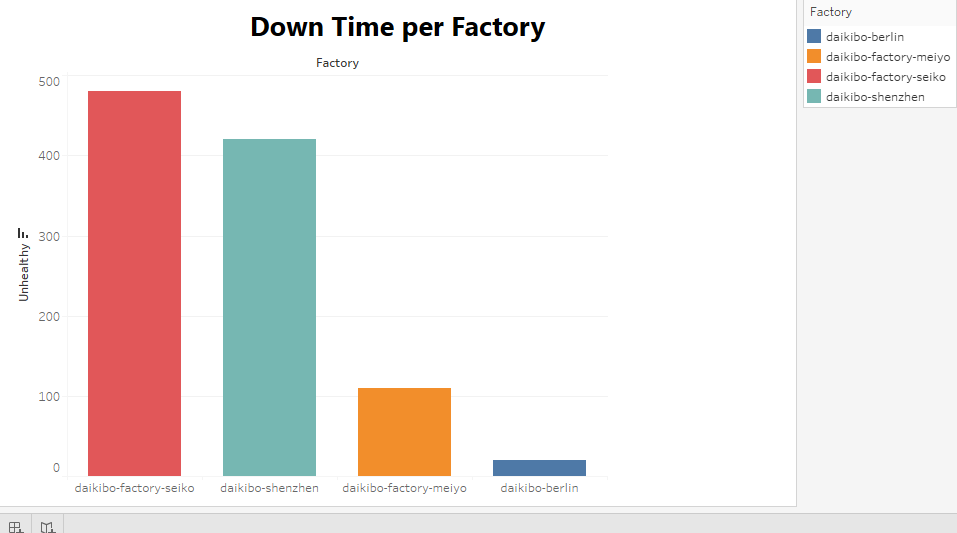 Down Time per Factory
Factory
500
400
300
200
100
0
Unhealthy
daikibo-factory-seiko
daikibo-shenzhen
daikibo-factory-meiyo
daikibo-berlin
Factory
daikibo-berlin
daikibo-factory-meiyo
daikibo-factory-seiko
daikibo-shenzhen